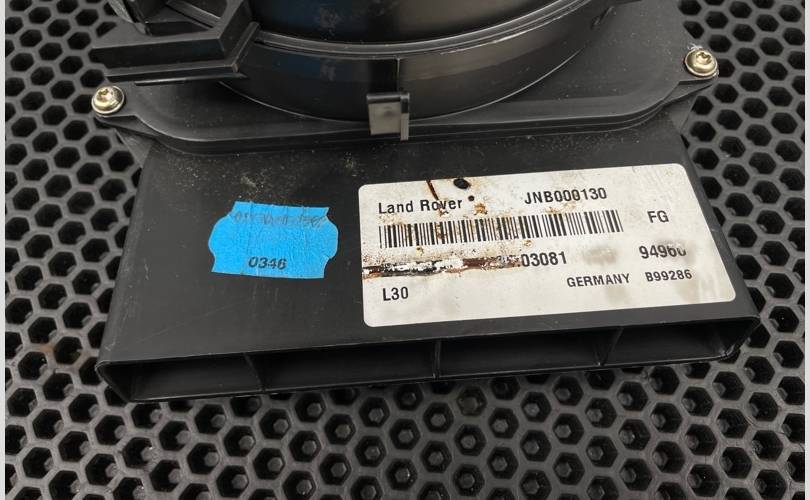 Land Rover JNB000130
FG
03081 94960
L30 GERMANY B99286
0346